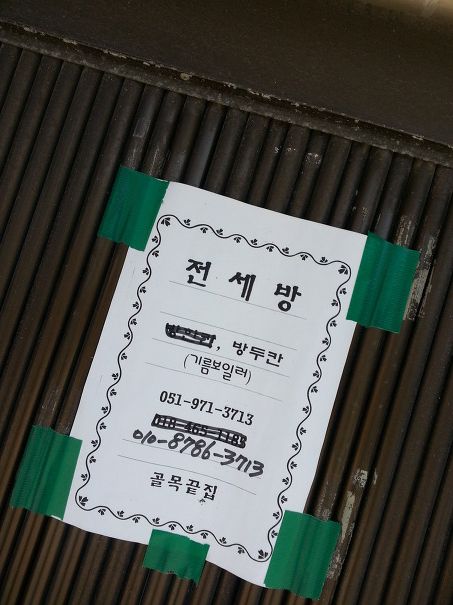 전 세 방
, 방두칸
(기름보일러)
051-971-3713
010-8786-3713
골목끝집